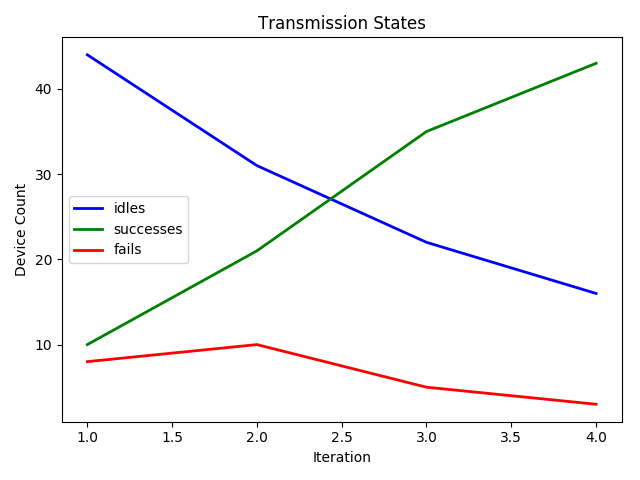 Transmission States
Device Count
40
30
20
10
idles
successes
fails
1.0 1.5 2.0 2.5 3.0 3.5 4.0
Iteration